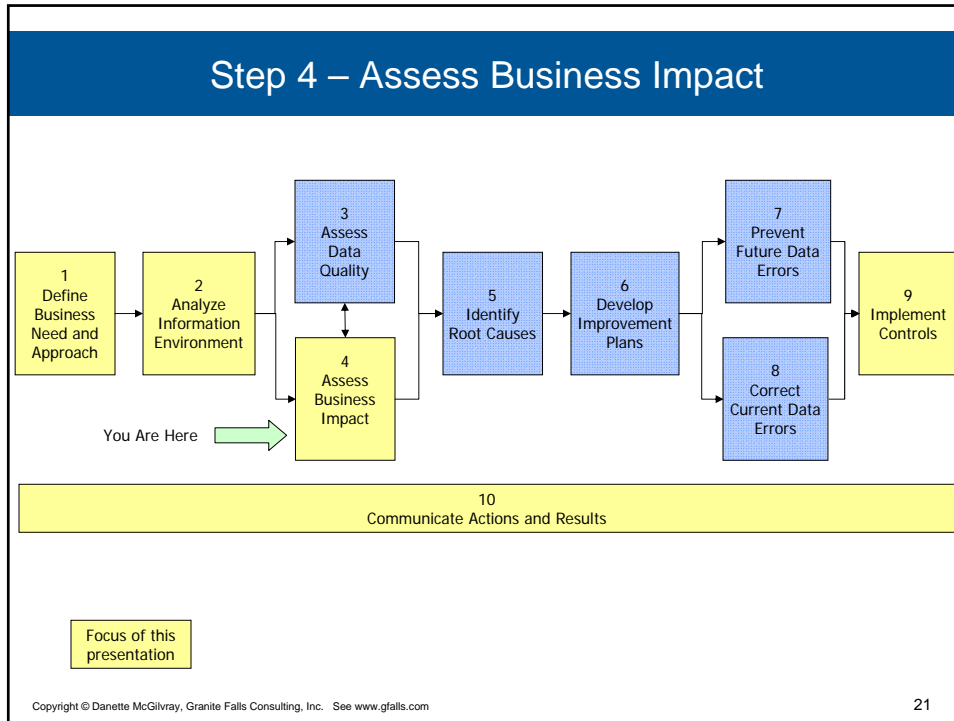 Step 4 – Assess Business Impact
1
Define
Business
Need and
Approach
2
Analyze
Information
Environment
3
Assess
Data
Quality
4
Assess
Business
Impact
You Are Here
5
Identify
Root Causes
6
Develop
Improvement
Plans
7
Prevent
Future Data
Errors
8
Correct
Current Data
Errors
9
Implement
Controls
10
Communicate Actions and Results
Focus of this
presentation
Copyright © Danette McGilvray, Granite Falls Consulting, Inc. See www.gfalls.com
21